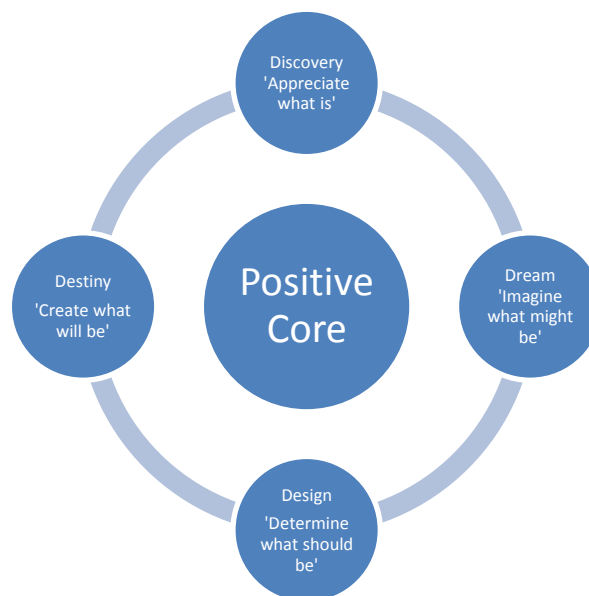 Discovery
'Appreciate
what is'
Dream
'Imagine
what might
be'
Positive
Core
Destiny
'Create what
will be'
Design
'Determine
what should
be'